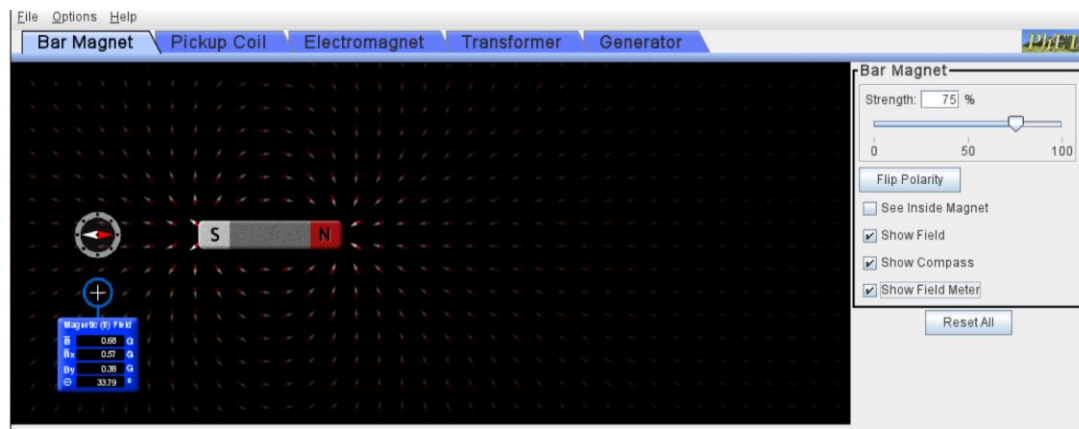 File Options Help
Bar Magnet Pickup Coil Electromagnet Transformer Generator
PhET
Bar Magnet
Strength: 75 %
0 50 100
Flip Polarity
See Inside Magnet
Show Field
Show Compass
Show Field Meter
Reset All
S N
Magnetic (B) Field
B 0.68 G
Bx 0.57 G
By 0.38 G
Θ 33.79 °